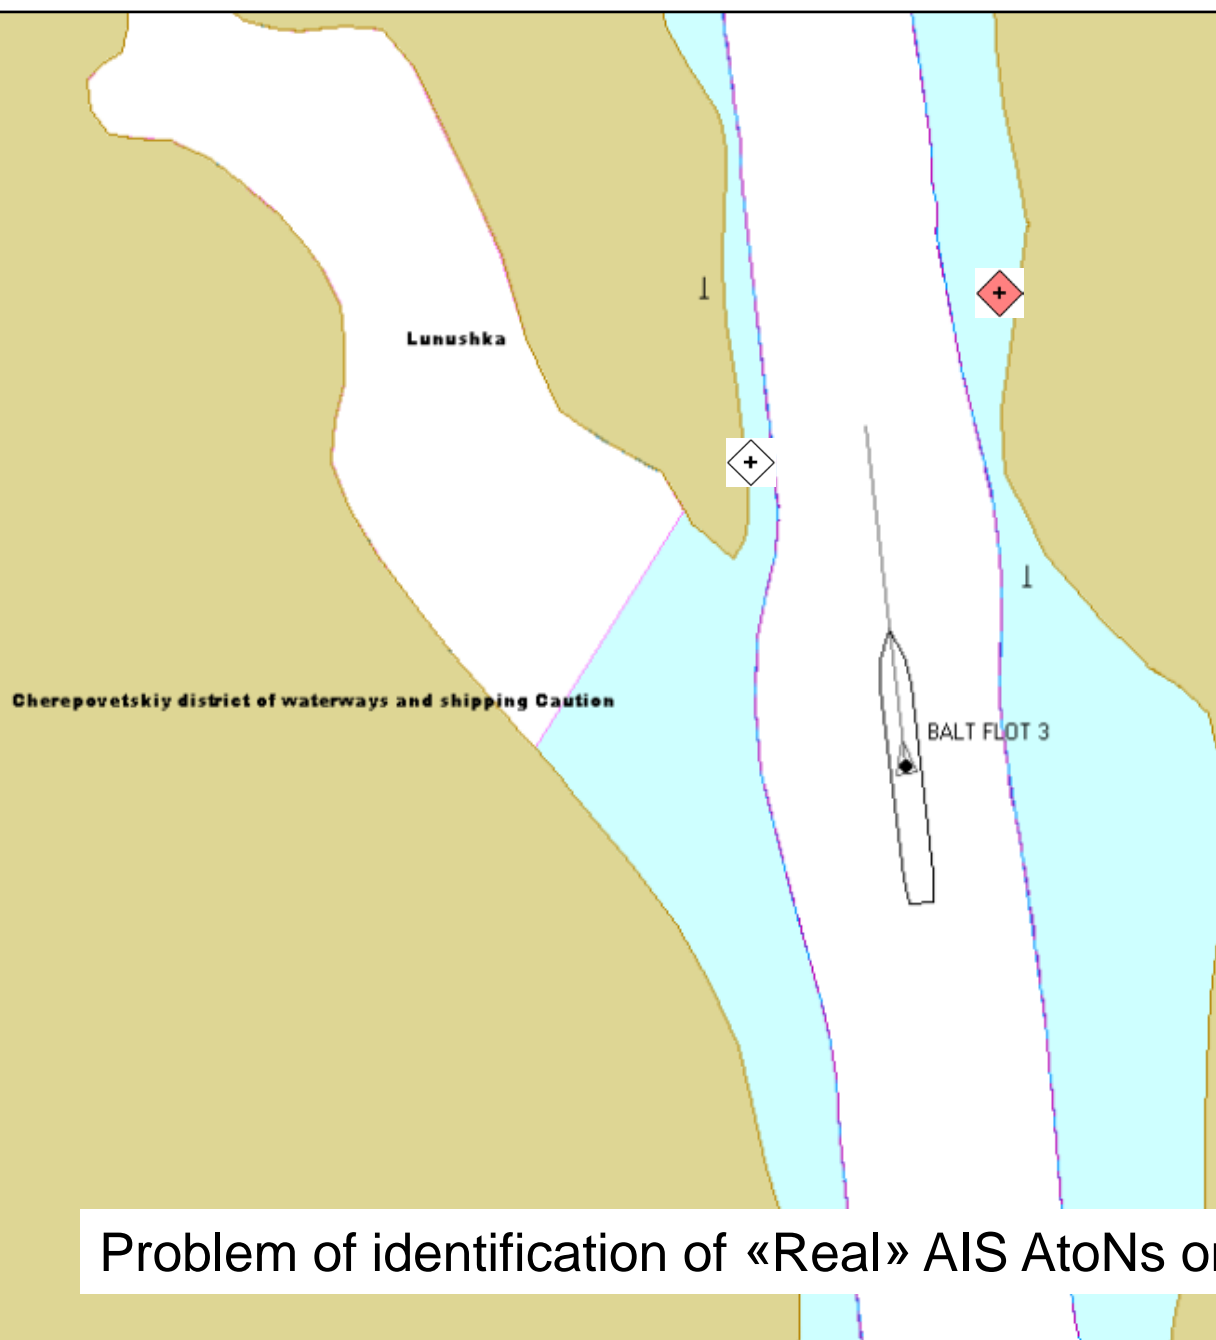 Lunushka
Cherepovetskiy district of waterways and shipping Caution
BALT FLOT 3
Problem of identification of «Real» AIS AtoNs